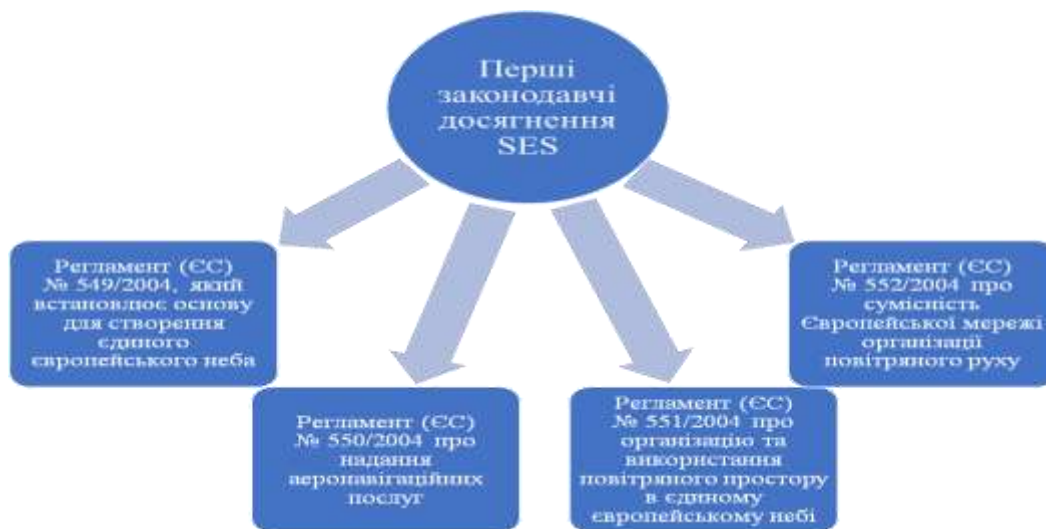 Перші
законодавчі
досягнення
SES
Регламент (ЄС)
№ 549/2004, який
встановлює основу
для створення
єдиного
європейського неба
Регламент (ЄС)
№ 550/2004 про
надання
аеронавігаційних
послуг
Регламент (ЄС)
№ 551/2004 про
організацію та
використання
повітряного простору
в єдиному
європейському небі
Регламент (ЄС)
№ 552/2004 про
сумісність
Європейської мережі
організації
повітряного руху